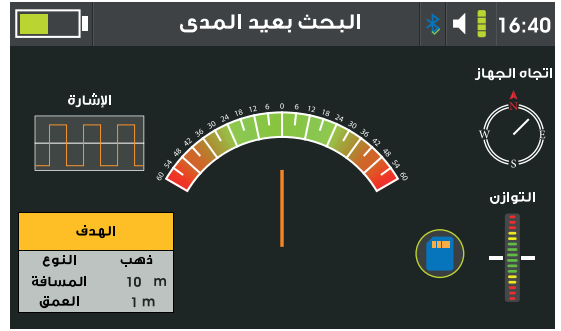 البحث بعيد المدى
16:40
اتجاه الجهاز
N
W
E
S
الإشارة
60 54 48 42 36 30 24 18 12 6 0 6 12 18 24 30 36 42 48 54 60
التوازن
الهدف
النوع ذهب
المسافة 10 m
العمق 1 m